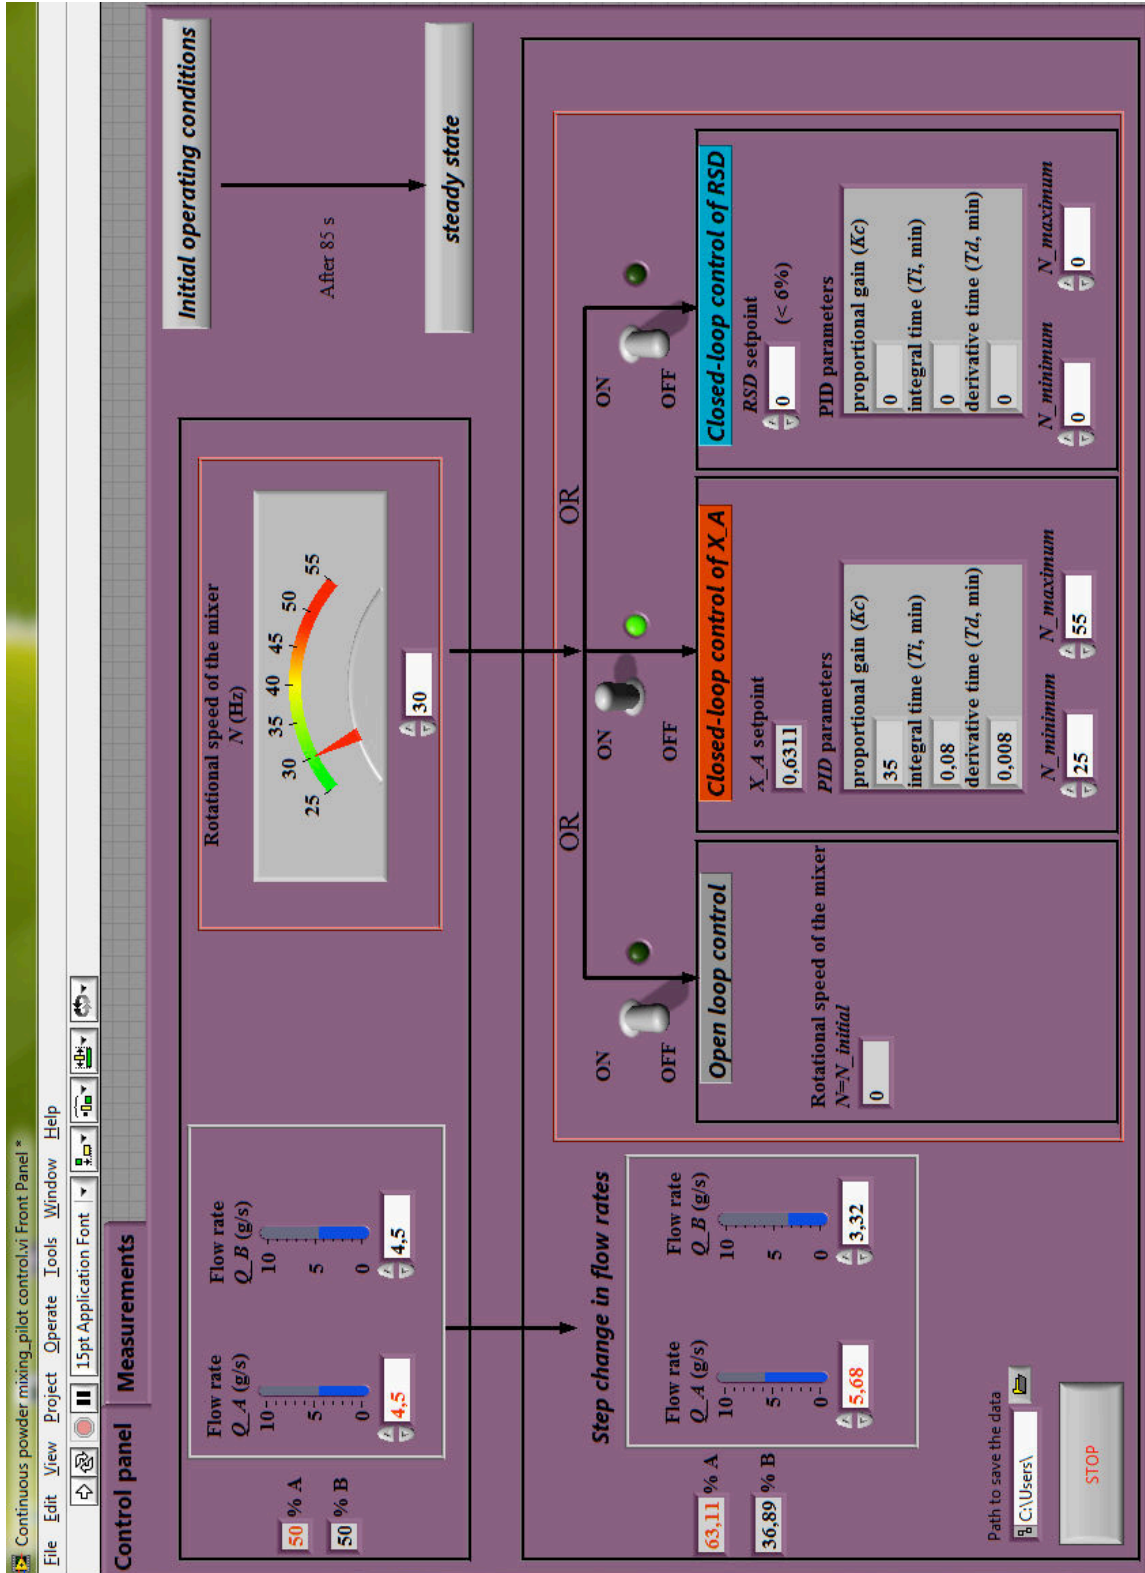 Continuous powder mixing_pilot control.vi Front Panel *
File Edit View Project Operate Tools Window Help
15pt Application Font
Control panel
Measurements
50 % A
50 % B
Flow rate
Q_A (g/s)
10
5
0
4,5
Flow rate
Q_B (g/s)
10
5
0
4,5
Rotational speed of the mixer
N (Hz)
25 30 35 40 45 50 55
30
Initial operating conditions
After 85 s
steady state
Step change in flow rates
63,11 % A
36,89 % B
Flow rate
Q_A (g/s)
10
5
0
5,68
Flow rate
Q_B (g/s)
10
5
0
3,32
OR
OR
ON
OFF
Open loop control
Rotational speed of the mixer
N=N_initial
0
ON
OFF
Closed-loop control of X_A
X_A setpoint
0,6311
PID parameters
proportional gain (Kc)
35
integral time (Ti, min)
0,08
derivative time (Td, min)
0,008
N_minimum
25
N_maximum
55
ON
OFF
Closed-loop control of RSD
RSD setpoint
0 (< 6%)
PID parameters
proportional gain (Kc)
0
integral time (Ti, min)
0
derivative time (Td, min)
0
N_minimum
0
N_maximum
0
Path to save the data
C:\Users\
STOP